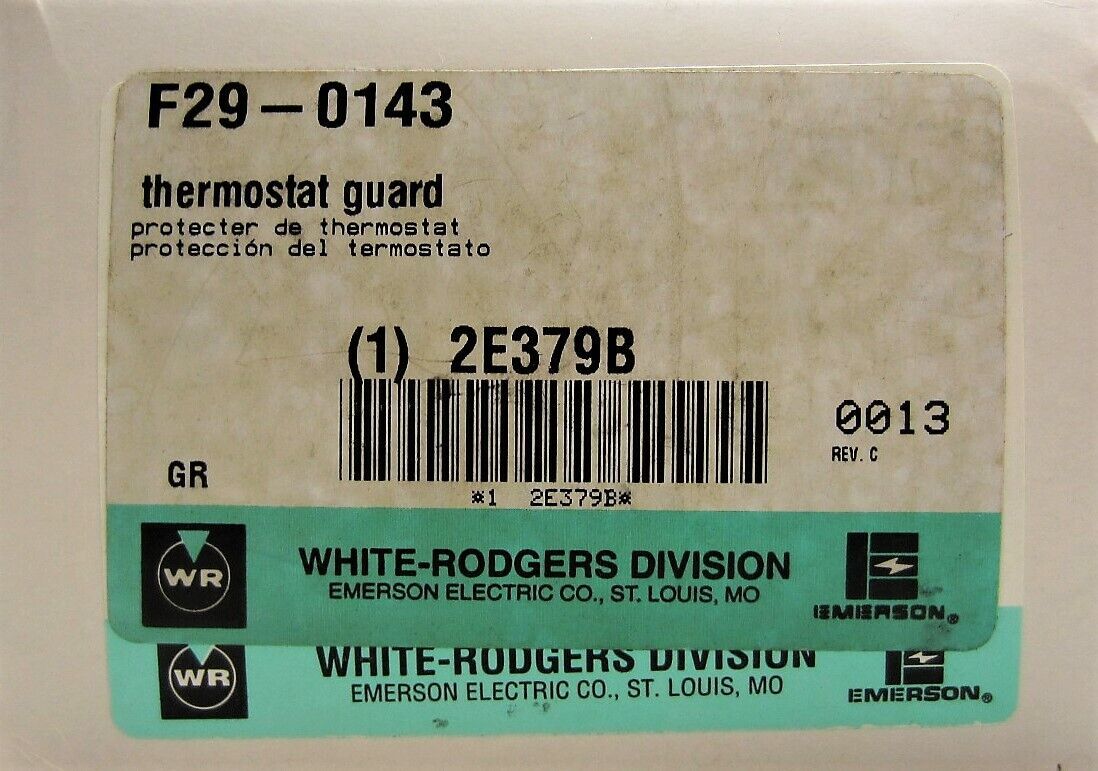 F29-0143
thermostat guard
protecter de thermostat
protección del termostato
(1) 2E379B
0013
REV. C
GR
*1 2E379B*
WR
WHITE-RODGERS DIVISION
EMERSON ELECTRIC CO., ST. LOUIS, MO
EMERSON®
WR
WHITE-RODGERS DIVISION
EMERSON ELECTRIC CO., ST. LOUIS, MO
EMERSON®